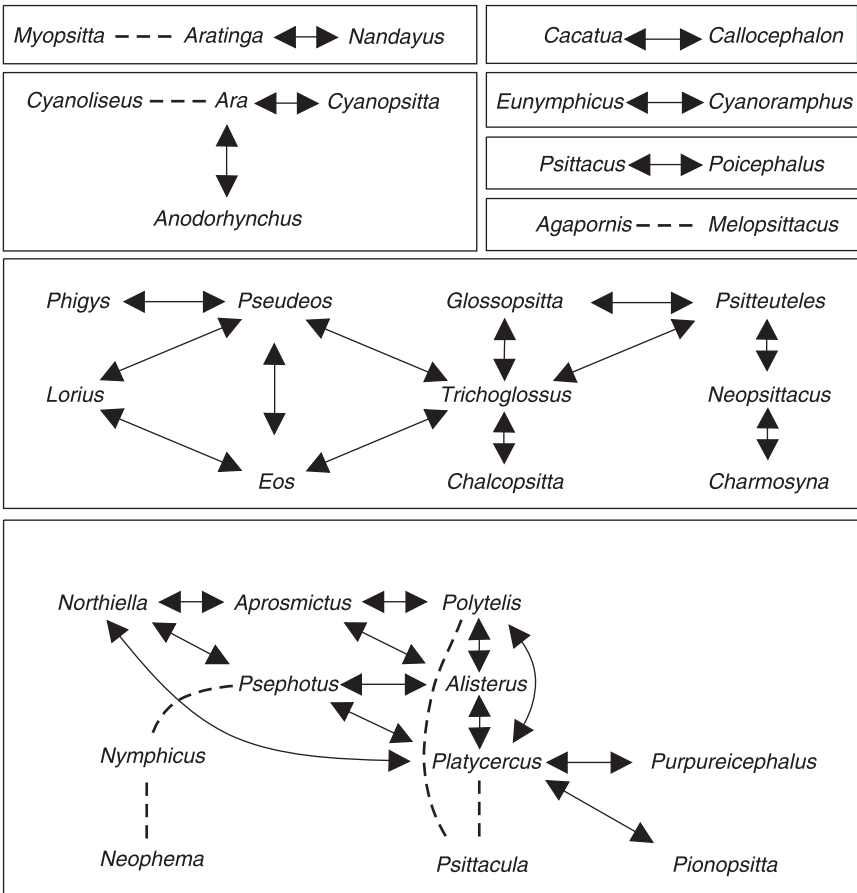 Myopsitta Aratinga Nandayus
Cacatua Callocephalon
Cyanoliseus Ara Cyanopsitta
Anodorhynchus
Eunymphicus Cyanoramphus
Psittacus Poicephalus
Agapornis Melopsittacus
Phigys Pseudeos Glossopsitta Psitteuteles
Lorius Trichoglossus Neopsittacus
Eos Chalcopsitta Charmosyna
Northiella Aprosmictus Polytelis
Psephotus Alisterus
Nymphicus Platycercus Purpureicephalus
Neophema Psittacula Pionopsitta